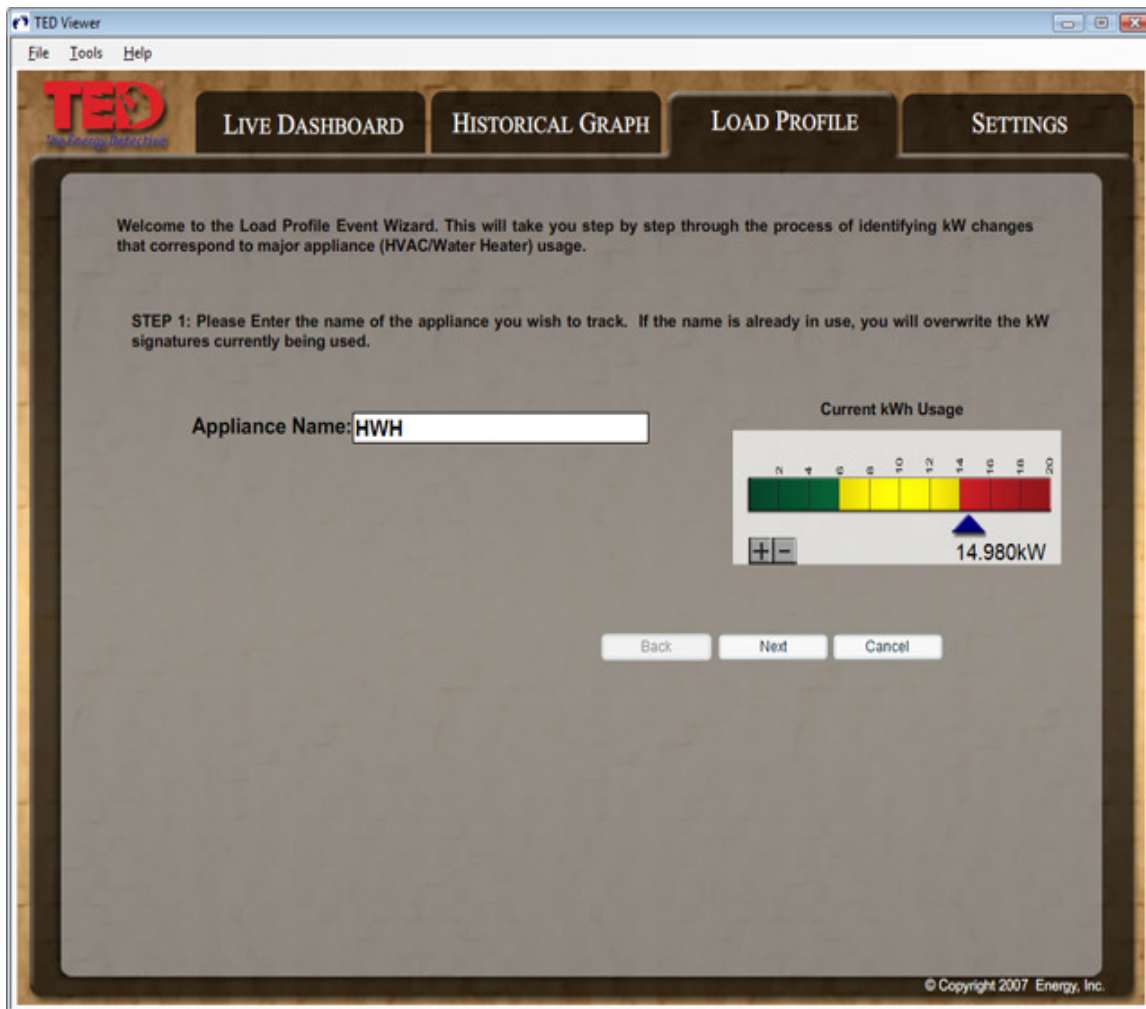 TED Viewer
File Tools Help
TED
The Energy Detective
LIVE DASHBOARD
HISTORICAL GRAPH
LOAD PROFILE
SETTINGS
Welcome to the Load Profile Event Wizard. This will take you step by step through the process of identifying kW changes
that correspond to major appliance (HVAC/Water Heater) usage.
STEP 1: Please Enter the name of the appliance you wish to track. If the name is already in use, you will overwrite the kW
signatures currently being used.
Appliance Name: HWH
Current kWh Usage
2 4 6 8 10 12 14 16 18 20
+ -
14.980kW
Back Next Cancel
© Copyright 2007 Energy, Inc.